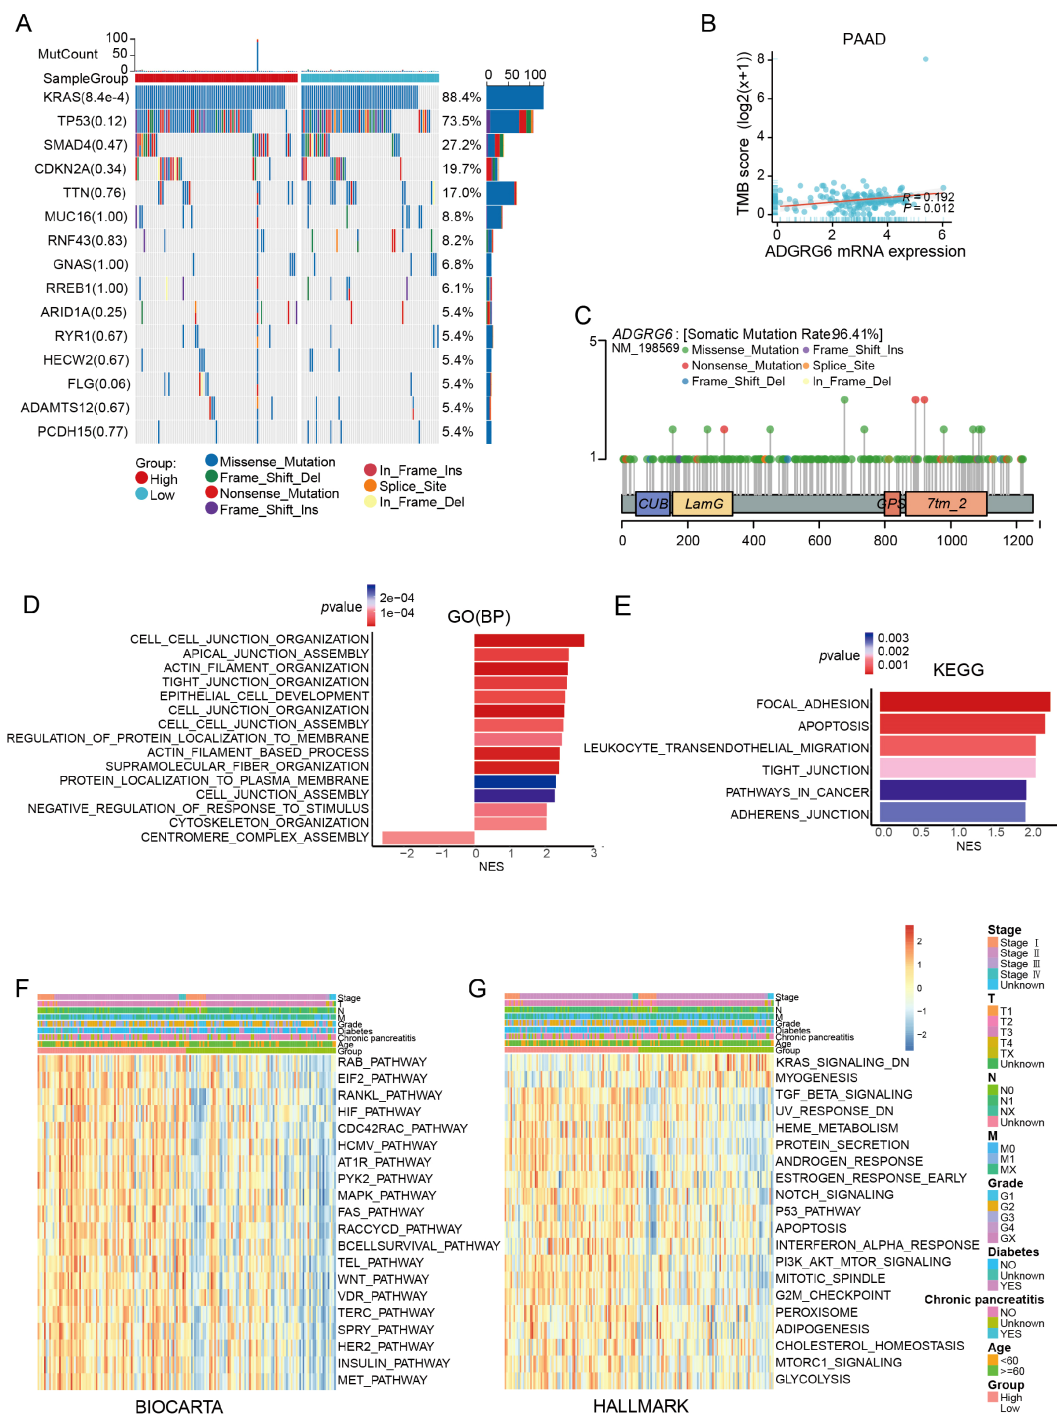 A
MutCount
100
50
0
SampleGroup
0 50 100
KRAS(8.4e-4) 88.4%
TP53(0.12) 73.5%
SMAD4(0.47) 27.2%
CDKN2A(0.34) 19.7%
TTN(0.76) 17.0%
MUC16(1.00) 8.8%
RNF43(0.83) 8.2%
GNAS(1.00) 6.8%
RREB1(1.00) 6.1%
ARID1A(0.25) 5.4%
RYR1(0.67) 5.4%
HECW2(0.67) 5.4%
FLG(0.06) 5.4%
ADAMTS12(0.67) 5.4%
PCDH15(0.77) 5.4%
Group:
High
Low
Missense_Mutation
Frame_Shift_Del
Nonsense_Mutation
Frame_Shift_Ins
In_Frame_Ins
Splice_Site
In_Frame_Del
B
PAAD
TMB score (log2(x+1))
8
6
4
2
0
R = 0.192
P = 0.012
0 2 4 6
ADGRG6 mRNA expression
C
ADGRG6 : [Somatic Mutation Rate96.41%]
NM_198569
Missense_Mutation
Nonsense_Mutation
Frame_Shift_Del
Frame_Shift_Ins
Splice_Site
In_Frame_Del
5
1
CUB LamG GPS 7tm_2
0 200 400 600 800 1000 1200
D
pvalue
2e-04
1e-04
GO(BP)
CELL_CELL_JUNCTION_ORGANIZATION
APICAL_JUNCTION_ASSEMBLY
ACTIN_FILAMENT_ORGANIZATION
TIGHT_JUNCTION_ORGANIZATION
EPITHELIAL_CELL_DEVELOPMENT
CELL_JUNCTION_ORGANIZATION
CELL_CELL_JUNCTION_ASSEMBLY
REGULATION_OF_PROTEIN_LOCALIZATION_TO_MEMBRANE
ACTIN_FILAMENT_BASED_PROCESS
SUPRAMOLECULAR_FIBER_ORGANIZATION
PROTEIN_LOCALIZATION_TO_PLASMA_MEMBRANE
CELL_JUNCTION_ASSEMBLY
NEGATIVE_REGULATION_OF_RESPONSE_TO_STIMULUS
CYTOSKELETON_ORGANIZATION
CENTROMERE_COMPLEX_ASSEMBLY
−2 −1 0 1 2 3
NES
E
pvalue
0.003
0.002
0.001
KEGG
FOCAL_ADHESION
APOPTOSIS
LEUKOCYTE_TRANSENDOTHELIAL_MIGRATION
TIGHT_JUNCTION
PATHWAYS_IN_CANCER
ADHERENS_JUNCTION
0.0 0.5 1.0 1.5 2.0
NES
F
Stage
T
N
M
Grade
Diabetes
Chronic pancreatitis
Age
Group
RAB_PATHWAY
EIF2_PATHWAY
RANKL_PATHWAY
HIF_PATHWAY
CDC42RAC_PATHWAY
HCMV_PATHWAY
AT1R_PATHWAY
PYK2_PATHWAY
MAPK_PATHWAY
FAS_PATHWAY
RACCYCD_PATHWAY
BCELLSURVIVAL_PATHWAY
TEL_PATHWAY
WNT_PATHWAY
VDR_PATHWAY
TERC_PATHWAY
SPRY_PATHWAY
HER2_PATHWAY
INSULIN_PATHWAY
MET_PATHWAY
BIOCARTA
G
Stage
T
N
M
Grade
Diabetes
Chronic pancreatitis
Age
Group
KRAS_SIGNALING_DN
MYOGENESIS
TGF_BETA_SIGNALING
UV_RESPONSE_DN
HEME_METABOLISM
PROTEIN_SECRETION
ANDROGEN_RESPONSE
ESTROGEN_RESPONSE_EARLY
NOTCH_SIGNALING
P53_PATHWAY
APOPTOSIS
INTERFERON_ALPHA_RESPONSE
PI3K_AKT_MTOR_SIGNALING
MITOTIC_SPINDLE
G2M_CHECKPOINT
PEROXISOME
ADIPOGENESIS
CHOLESTEROL_HOMEOSTASIS
MTORC1_SIGNALING
GLYCOLYSIS
HALLMARK
2
1
0
−1
−2
Stage
Stage Ⅰ
Stage Ⅱ
Stage Ⅲ
Stage Ⅳ
Unknown
T
T1
T2
T3
T4
TX
Unknown
N
N0
N1
NX
Unknown
M
M0
M1
MX
Grade
G1
G2
G3
G4
GX
Diabetes
NO
Unknown
YES
Chronic pancreatitis
NO
Unknown
YES
Age
<60
>=60
Group
High
Low